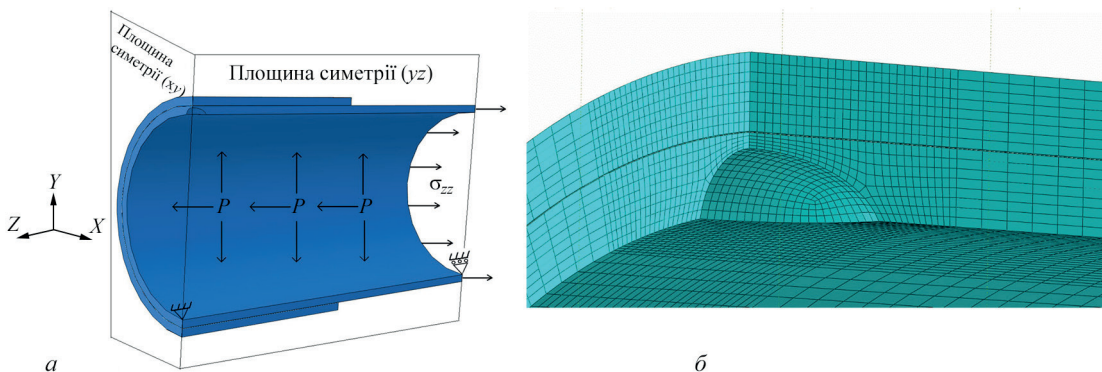 Площина
симетрії (xy)
Площина симетрії (yz)
Y
Z
X
P P P
σzz
а
б